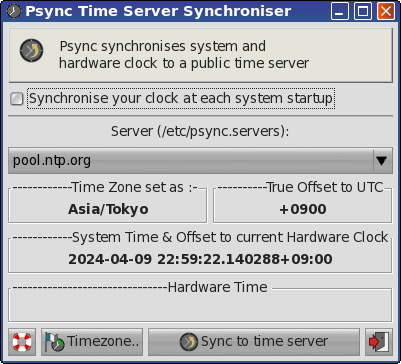 Psync Time Server Synchroniser
Psync synchronises system and
hardware clock to a public time server
Synchronise your clock at each system startup
Server (/etc/psync.servers):
pool.ntp.org
------------Time Zone set as :-
Asia/Tokyo
----------True Offset to UTC
+0900
------------System Time & Offset to current Hardware Clock
2024-04-09 22:59:22.140288+09:00
-------------------------------Hardware Time
Timezone..
Sync to time server